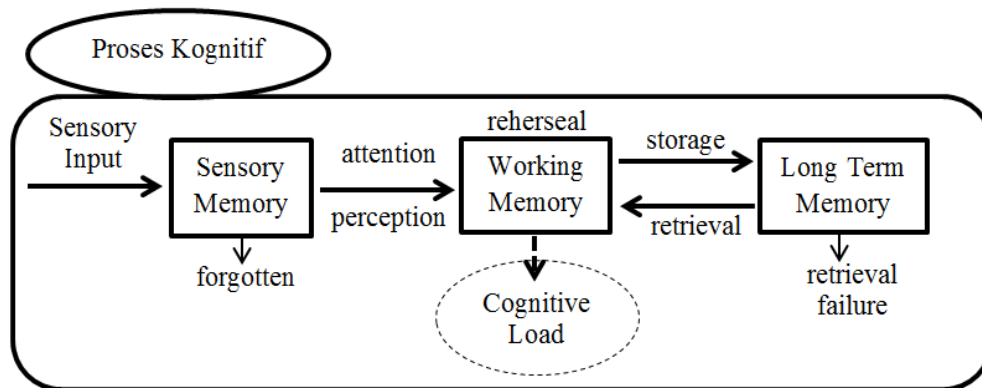 Proses Kognitif
Sensory
Input
Sensory
Memory
forgotten
attention
perception
reherseal
Working
Memory
Cognitive
Load
storage
retrieval
Long Term
Memory
retrieval
failure